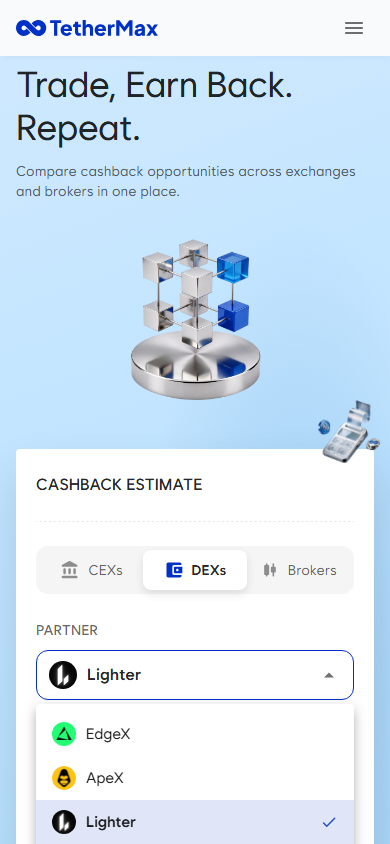 TetherMax
Trade, Earn Back.
Repeat.
Compare cashback opportunities across exchanges
and brokers in one place.
CASHBACK ESTIMATE
CEXs DEXs Brokers
PARTNER
Lighter
EdgeX
ApeX
Lighter